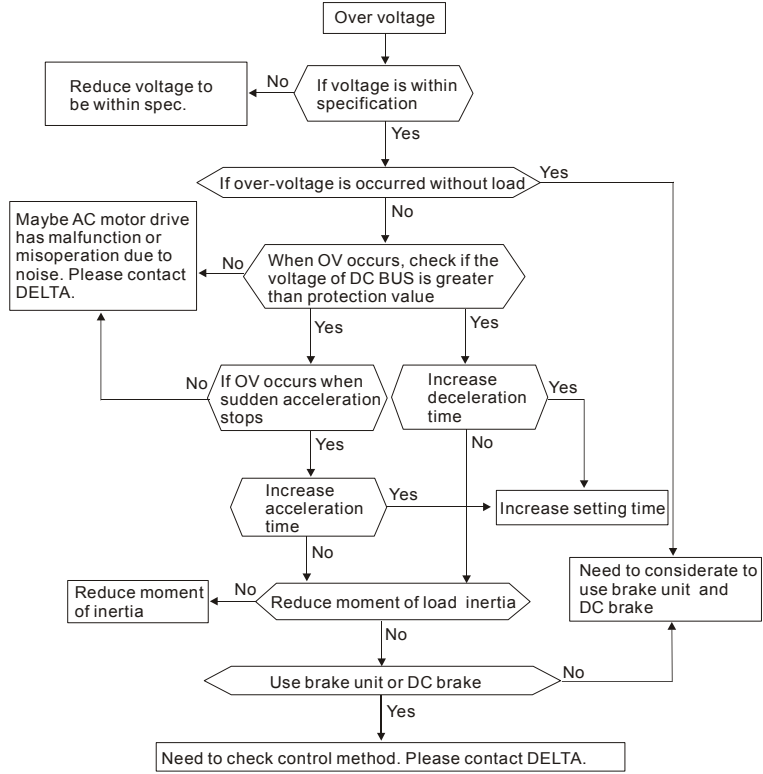 Over voltage
If voltage is within
specification
No
Reduce voltage to
be within spec.
Yes
If over-voltage is occurred without load
Yes
No
Maybe AC motor drive
has malfunction or
misoperation due to
noise. Please contact
DELTA.
No
When OV occurs, check if the
voltage of DC BUS is greater
than protection value
Yes
Yes
No
If OV occurs when
sudden acceleration
stops
Increase
deceleration
time
Yes
Yes
No
Increase
acceleration
time
Yes
Increase setting time
No
Need to considerate to
use brake unit and
DC brake
Reduce moment
of inertia
No
Reduce moment of load inertia
No
Use brake unit or DC brake
No
Yes
Need to check control method. Please contact DELTA.